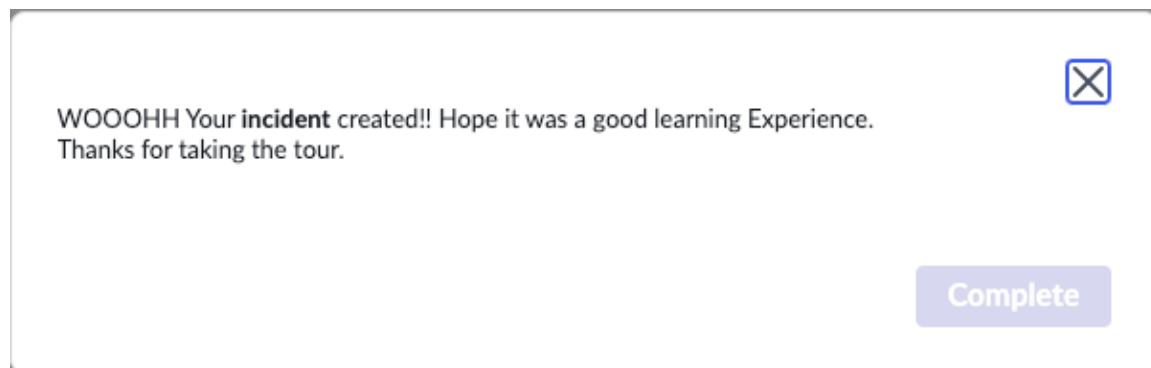 WOOOHH Your incident created!! Hope it was a good learning Experience.
Thanks for taking the tour.
Complete